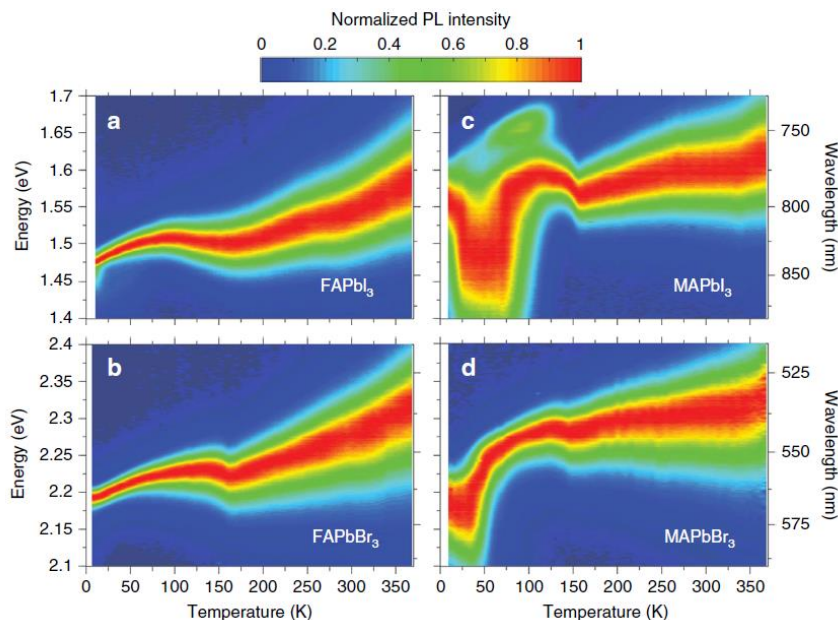 Normalized PL intensity
0 0.2 0.4 0.6 0.8 1
a
c
1.7
1.65
1.6
1.55
1.5
1.45
1.4
Energy (eV)
FAPbI3
MAPbI3
750
800
850
Wavelength (nm)
b
d
2.4
2.35
2.3
2.25
2.2
2.15
2.1
Energy (eV)
FAPbBr3
MAPbBr3
525
550
575
Wavelength (nm)
0 50 100 150 200 250 300 350
0 50 100 150 200 250 300 350
Temperature (K)
Temperature (K)